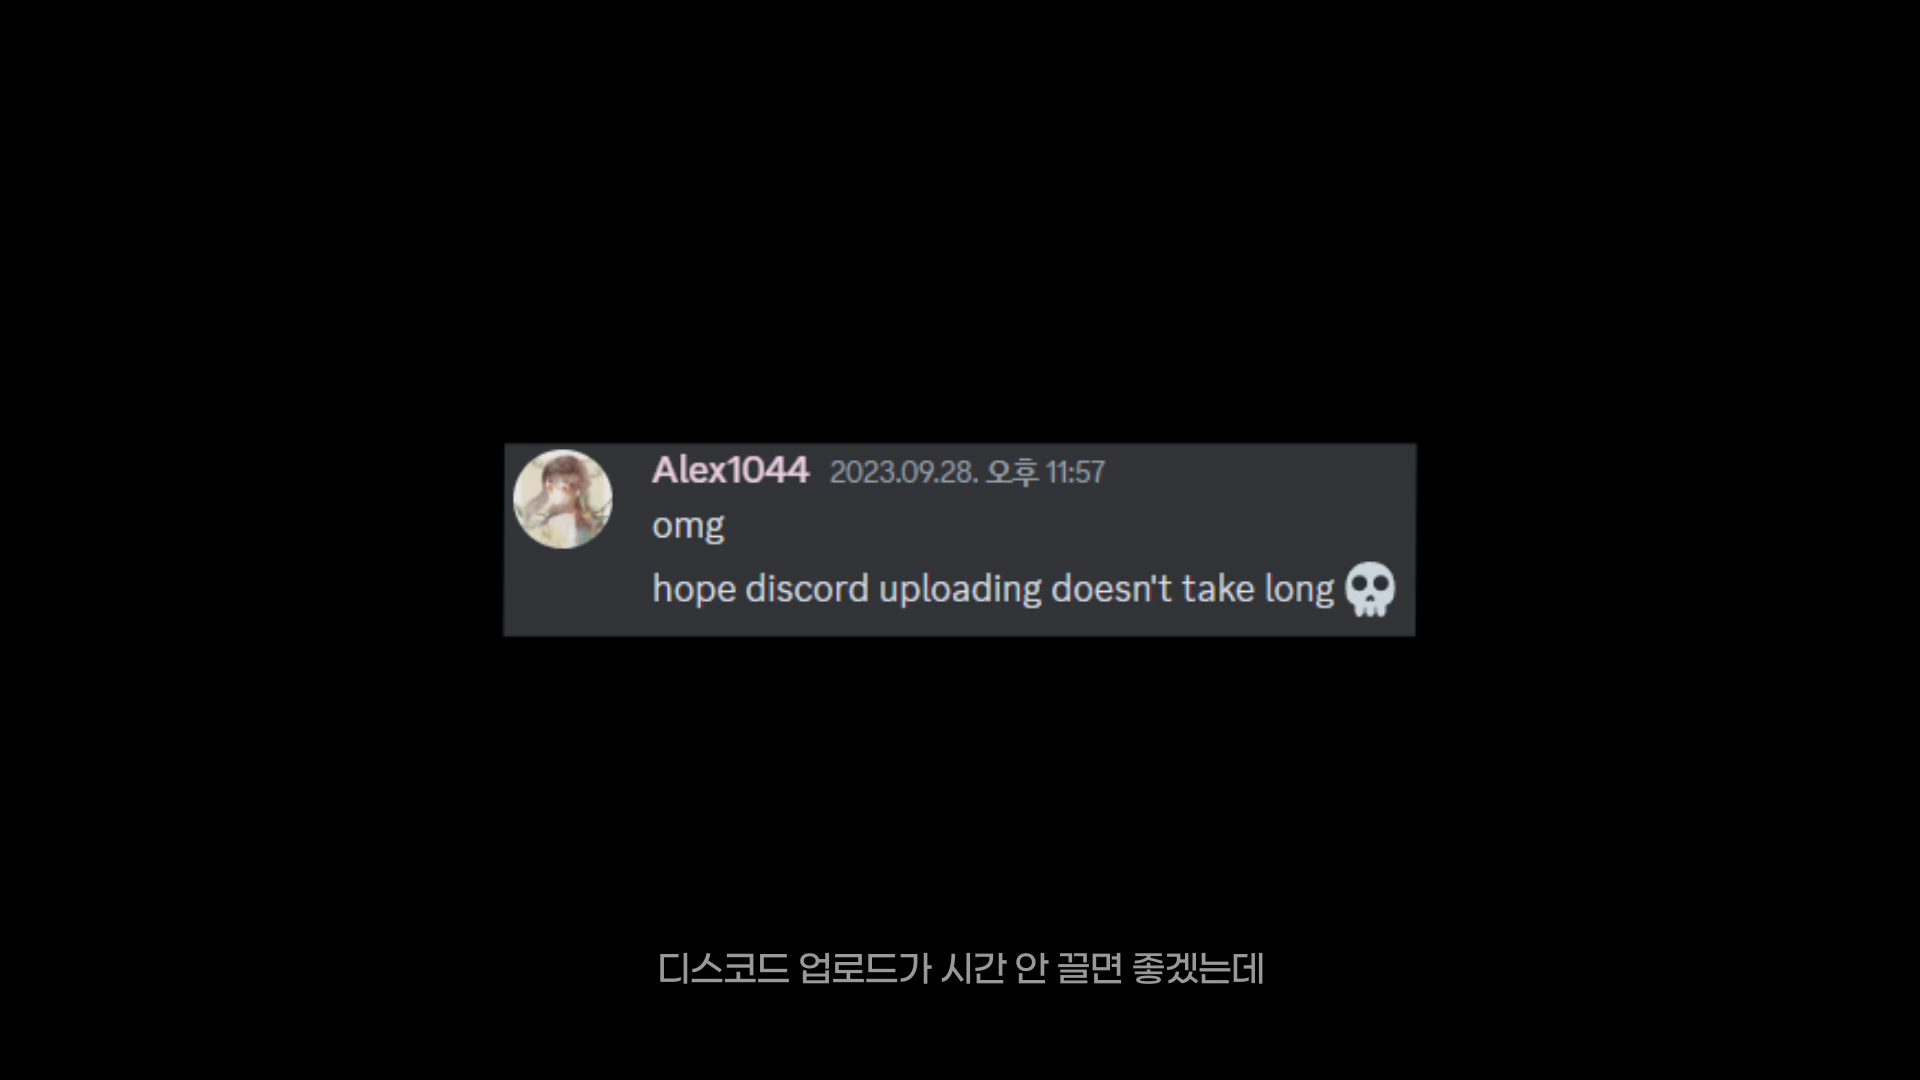 Alex1044 2023.09.28. 오후 11:57
omg
hope discord uploading doesn't take long 💀
디스코드 업로드가 시간 안 끌면 좋겠는데